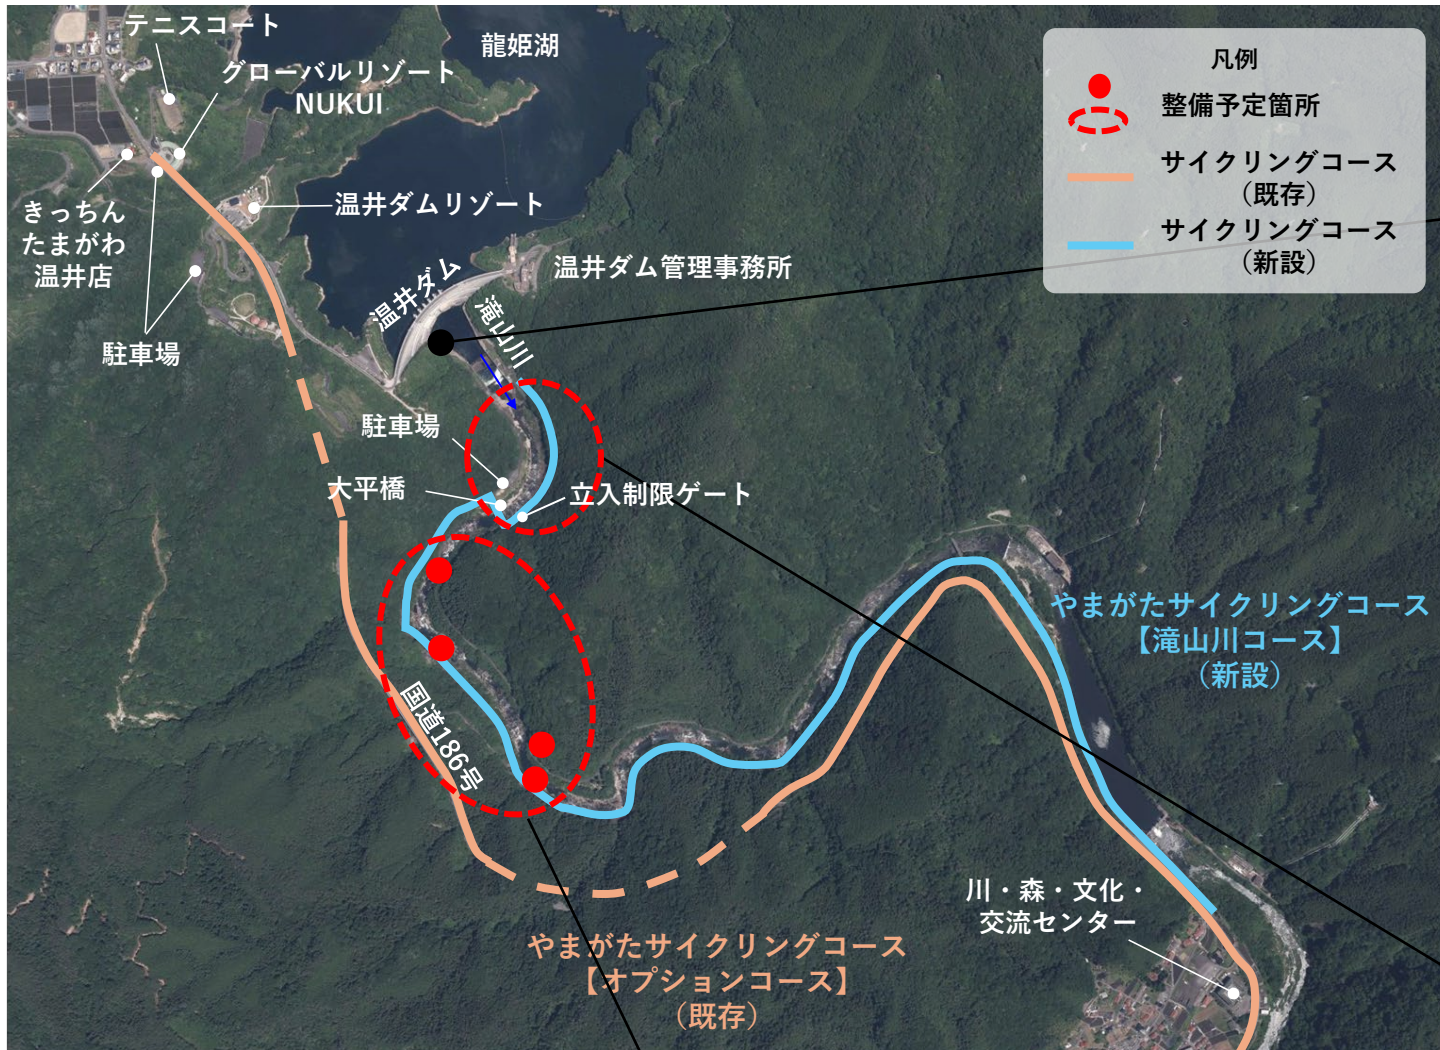 テニスコート
龍姫湖
グローバルリゾート
NUKUI
凡例
整備予定箇所
サイクリングコース
（既存）
サイクリングコース
（新設）
きっちん
たまがわ
温井店
温井ダムリゾート
温井ダム管理事務所
温井ダム
滝山川
駐車場
駐車場
大平橋
立入制限ゲート
やまがたサイクリングコース
【滝山川コース】
（新設）
国道186号
川・森・文化・
交流センター
やまがたサイクリングコース
【オプションコース】
（既存）